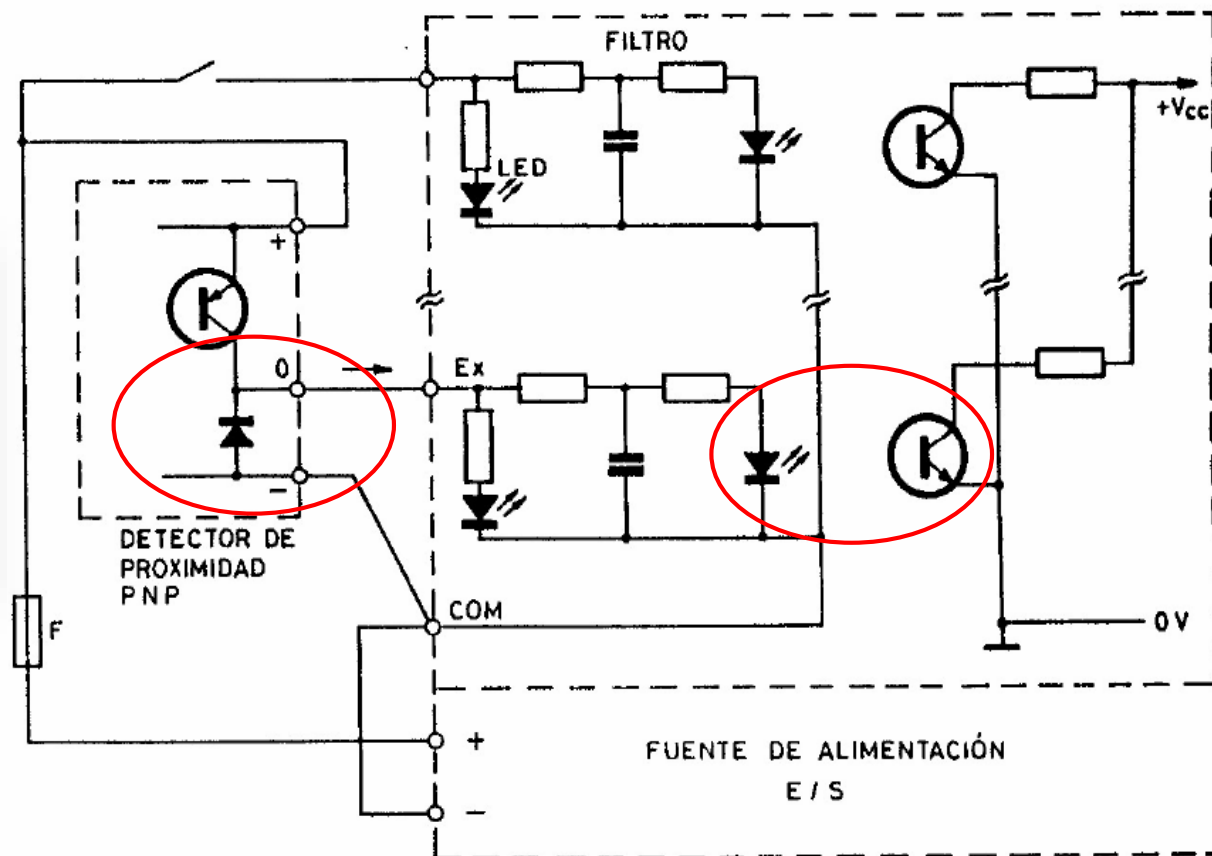 FILTRO
+Vcc
LED
+
0
Ex
-
DETECTOR DE
PROXIMIDAD
PNP
COM
F
0V
+
FUENTE DE ALIMENTACIÓN
E/S
-